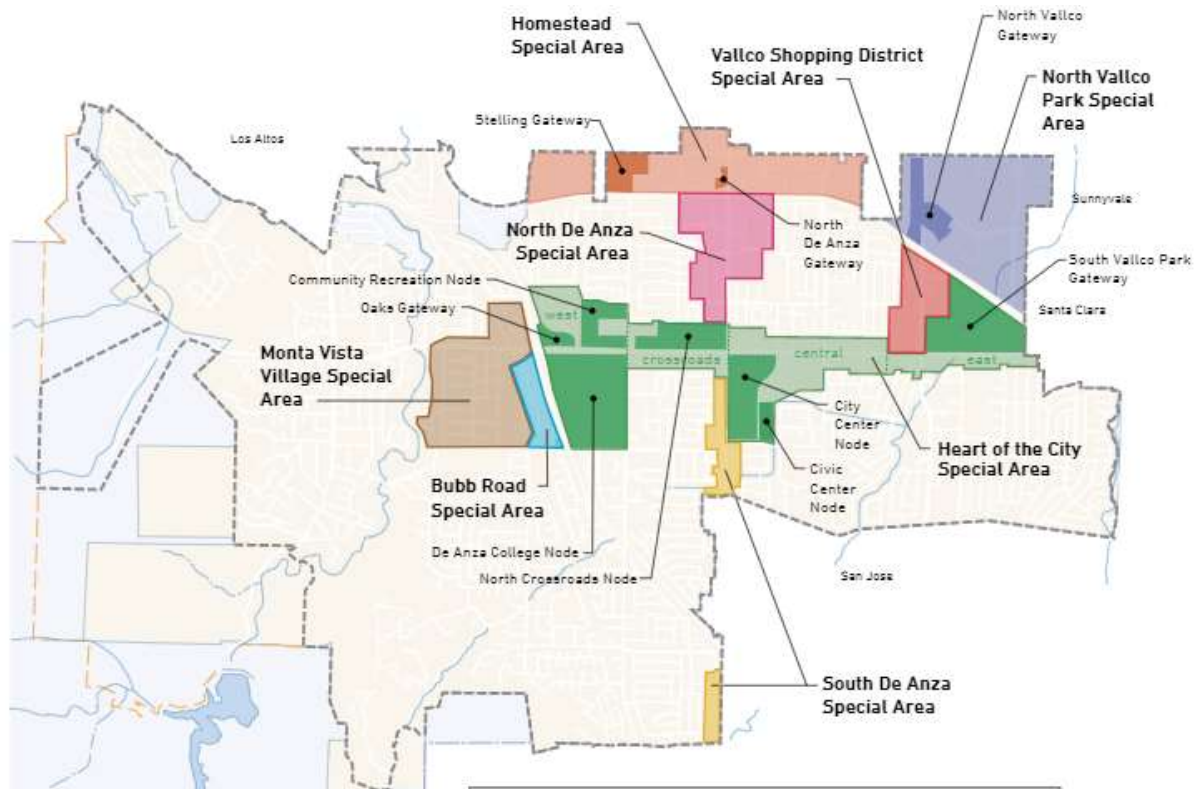 North Vallco
Gateway
Homestead
Special Area
Vallco Shopping District
Special Area
North Vallco
Park Special
Area
Stelling Gateway
Los Altos
Sunnyvale
North De Anza
Special Area
North
De Anza
Gateway
South Vallco Park
Gateway
Community Recreation Node
Oaks Gateway
Santa Clara
west
crossroads
central
east
Monta Vista
Village Special
Area
City
Center
Node
Heart of the City
Special Area
Civic
Center
Node
Bubb Road
Special Area
De Anza College Node
North Crossroads Node
San Jose
South De Anza
Special Area